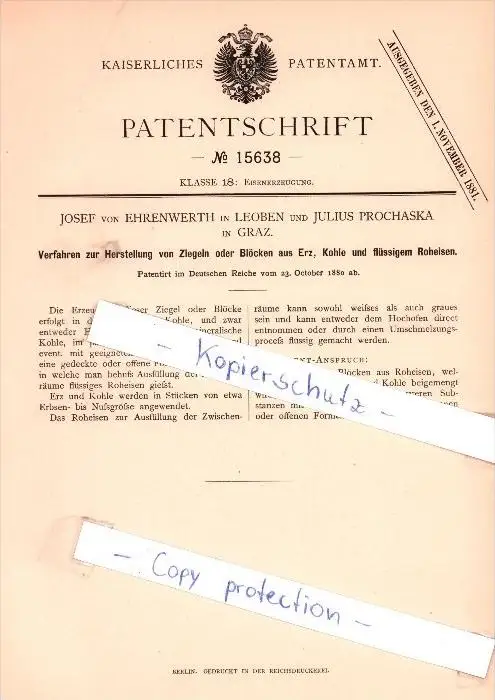 KAISERLICHES PATENTAMT.
AUSGEGEBEN DEN 1. NOVEMBER 1881.
PATENTSCHRIFT
— № 15638 —
KLASSE 18: EISENERZEUGUNG.
JOSEF VON EHRENWERTH IN LEOBEN UND JULIUS PROCHASKA
IN GRAZ.
Verfahren zur Herstellung von Ziegeln oder Blöcken aus Erz, Kohle und flüssigem Roheisen.
Patentirt im Deutschen Reiche vom 23. October 1880 ab.
Die Erzeu ser Ziegel oder Blöcke
erfolgt in d Kohle, und zwar
entweder neralische
Kohle, im
event. mit geeignete
eine gedeckte oder offene
in welche man behufs Ausfüllung der
räume flüssiges Roheisen giefst.
Erz und Kohle werden in Stücken von etwa
Erbsen- bis Nufsgröfse angewendet.
Das Roheisen zur Ausfüllung der Zwischen-
räume kann sowohl weifses als auch graues
sein und kann entweder dem Hochofen direct
entnommen oder durch einen Umschmelzungs-
procefs flüssig gemacht werden.
NT-ANSPRUCH:
Blöcken aus Roheisen, wel-
Kohle beigemengt
eren Sub-
stanzen
oder offenen Forme
- Kopierschutz -
- Copy protection -
BERLIN. GEDRUCKT IN DER REICHSDRUCKEREI.